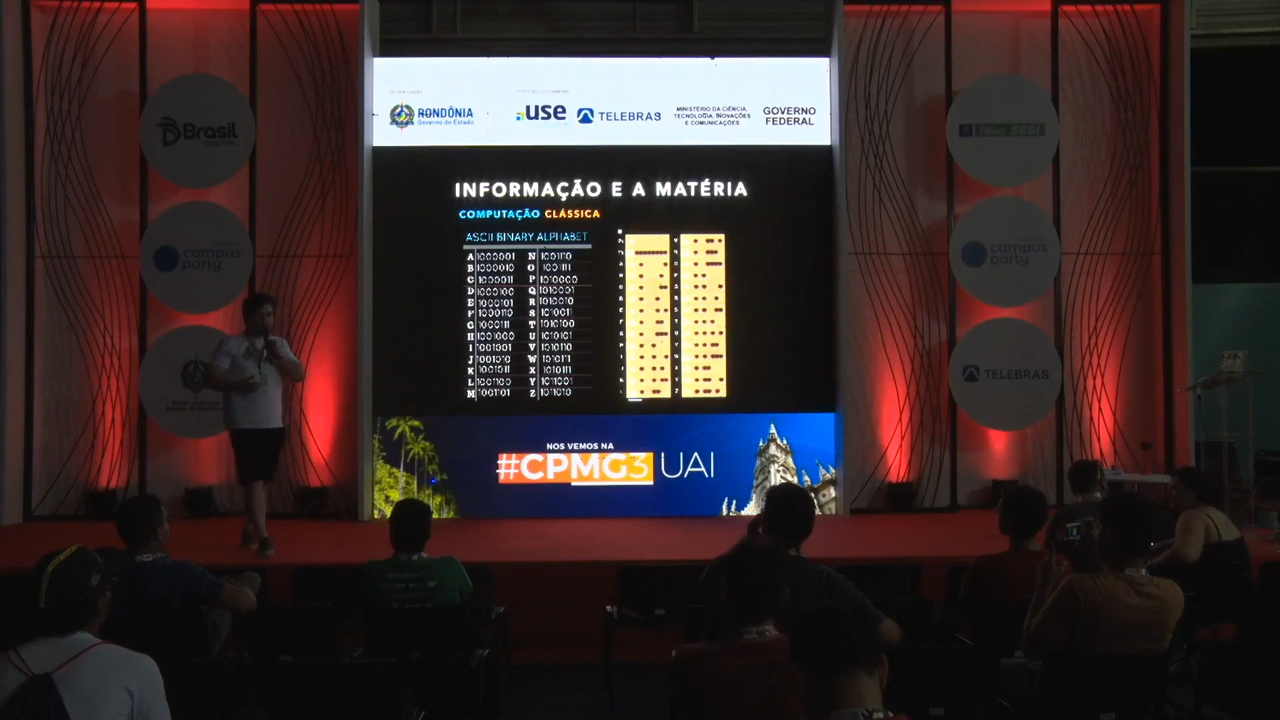 RONDÔNIA
Governo do Estado
use
TELEBRAS
MINISTÉRIO DA CIÊNCIA,
TECNOLOGIA, INOVAÇÕES
E COMUNICAÇÕES
GOVERNO
FEDERAL
Brasil
campus
party
SESI
campus
party
TELEBRAS
INFORMAÇÃO E A MATÉRIA
COMPUTAÇÃO CLÁSSICA
ASCII BINARY ALPHABET
A 1000001 N 1001110
B 1000010 O 1001111
C 1000011 P 1010000
D 1000100 Q 1010001
E 1000101 R 1010010
F 1000110 S 1010011
G 1000111 T 1010100
H 1001000 U 1010101
I 1001001 V 1010110
J 1001010 W 1010111
K 1001011 X 1011000
L 1001100 Y 1011001
M 1001101 Z 1011010
NOS VEMOS NA
#CPMG3 UAI